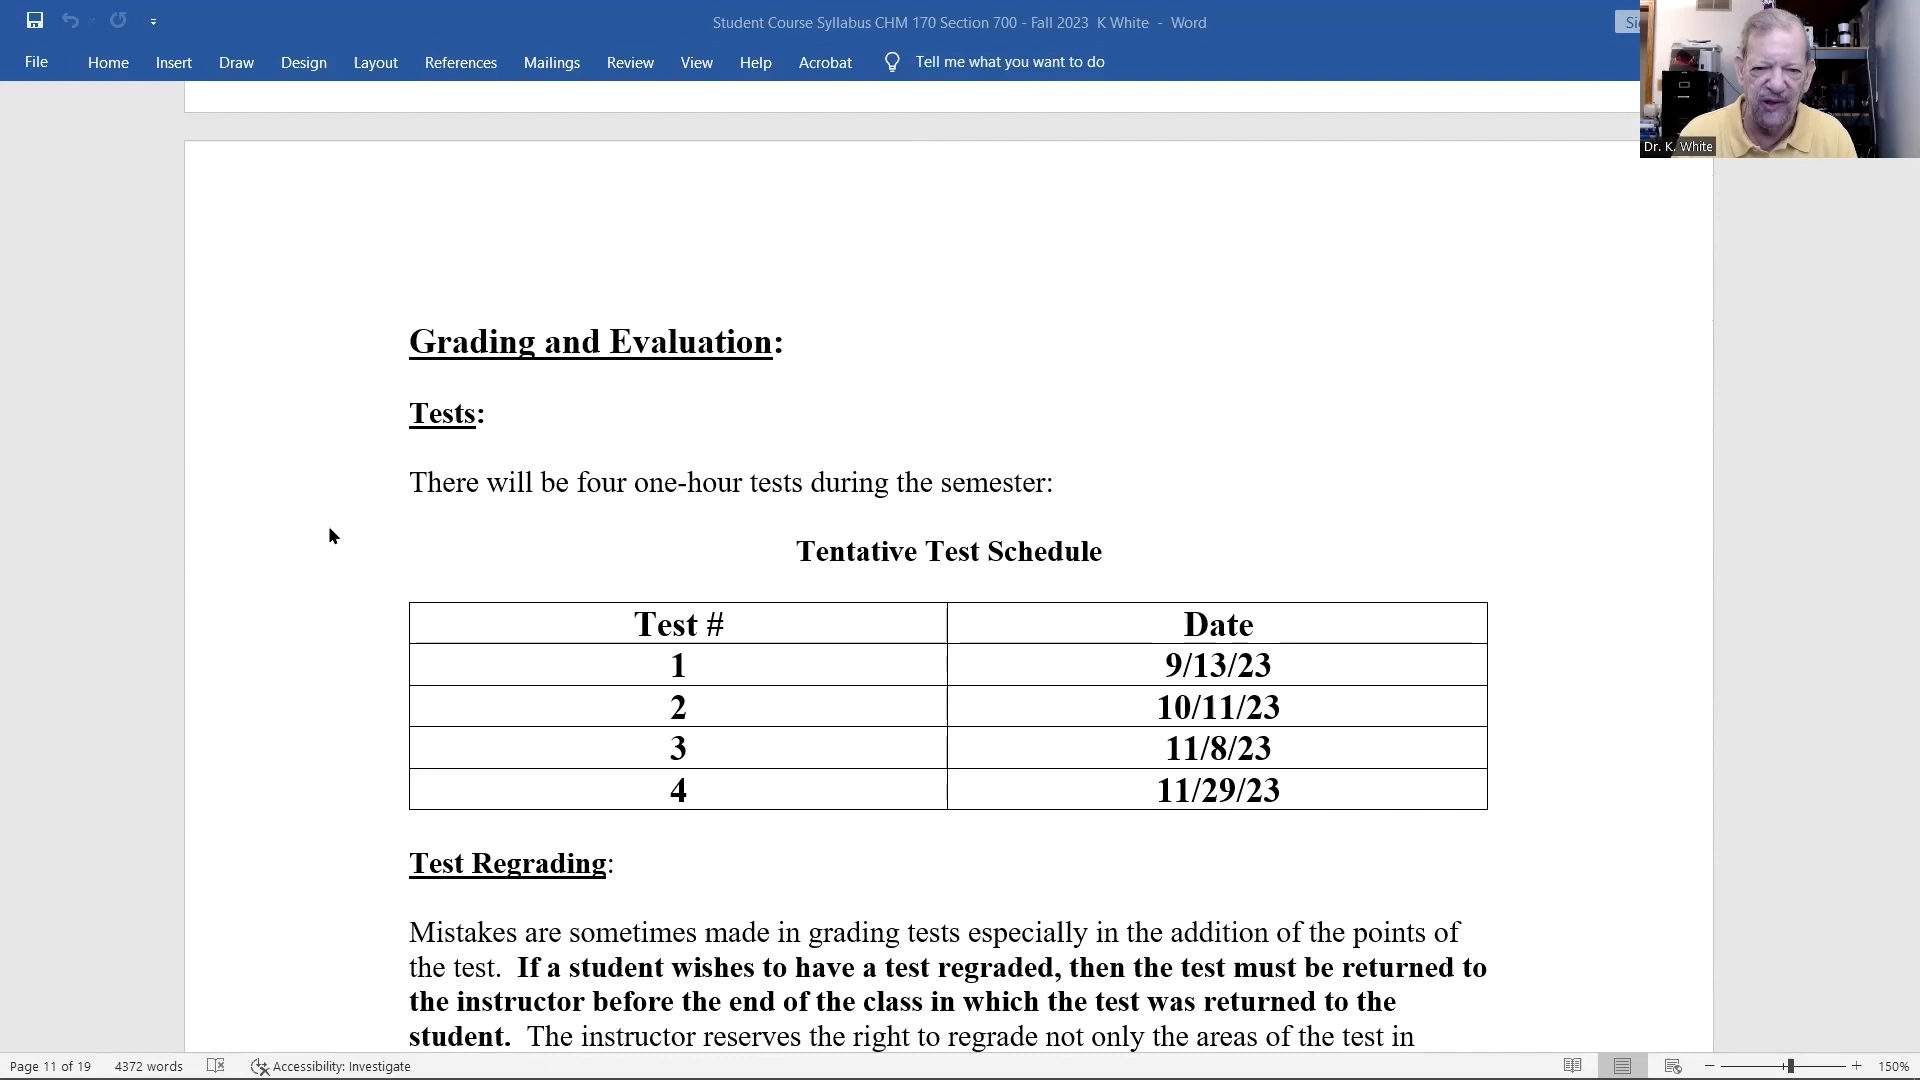 Student Course Syllabus CHM 170 Section 700 - Fall 2023  K White  -  Word
File Home Insert Draw Design Layout References Mailings Review View Help Acrobat Tell me what you want to do
Dr. K. White
Grading and Evaluation:
Tests:
There will be four one-hour tests during the semester:
Tentative Test Schedule
Test # Date
1 9/13/23
2 10/11/23
3 11/8/23
4 11/29/23
Test Regrading:
Mistakes are sometimes made in grading tests especially in the addition of the points of
the test.  If a student wishes to have a test regraded, then the test must be returned to
the instructor before the end of the class in which the test was returned to the
student.  The instructor reserves the right to regrade not only the areas of the test in
Page 11 of 19 4372 words Accessibility: Investigate 150%